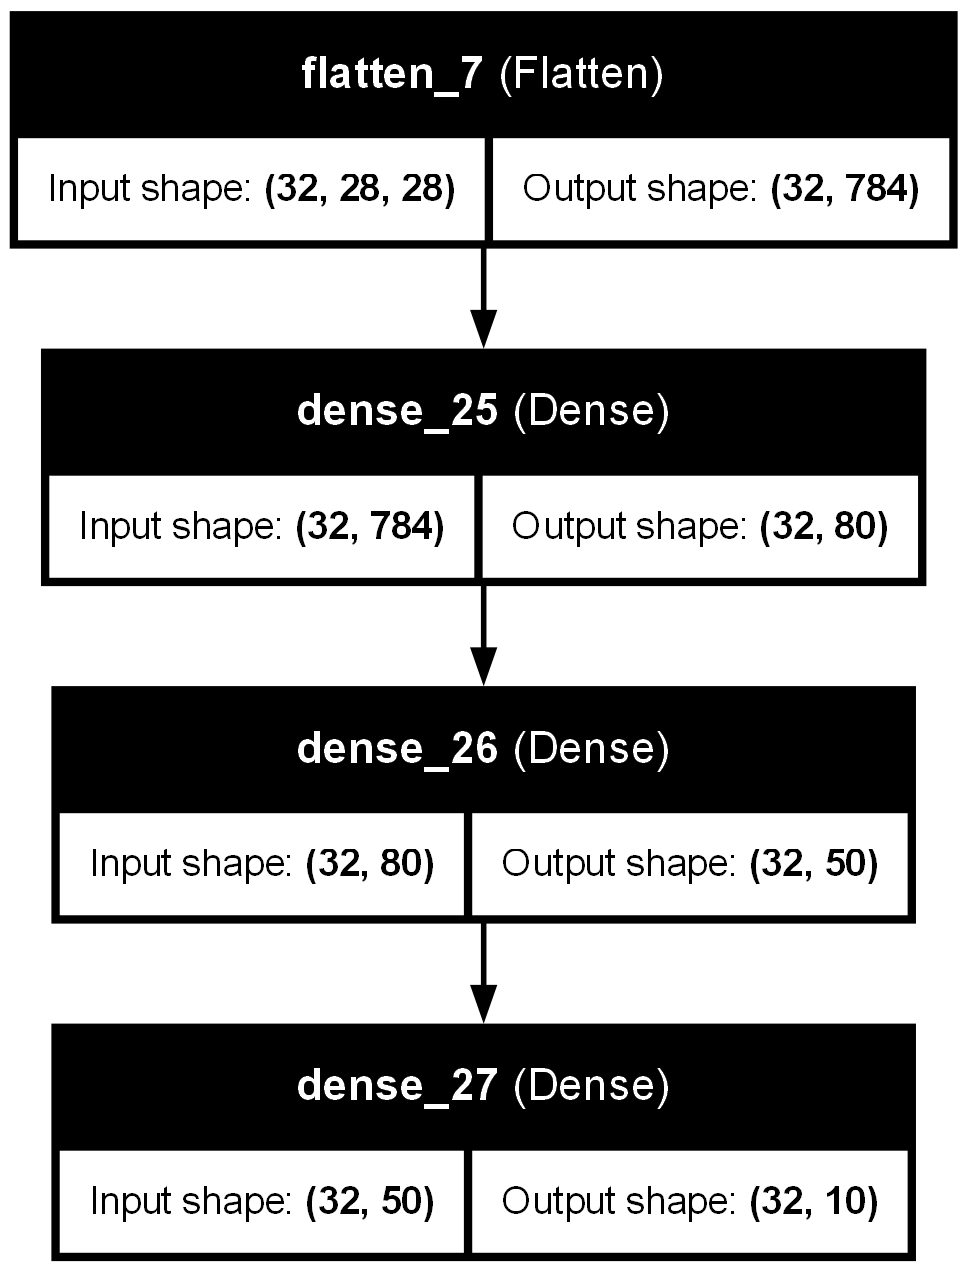 flatten_7 (Flatten)
Input shape: (32, 28, 28) Output shape: (32, 784)
dense_25 (Dense)
Input shape: (32, 784) Output shape: (32, 80)
dense_26 (Dense)
Input shape: (32, 80) Output shape: (32, 50)
dense_27 (Dense)
Input shape: (32, 50) Output shape: (32, 10)